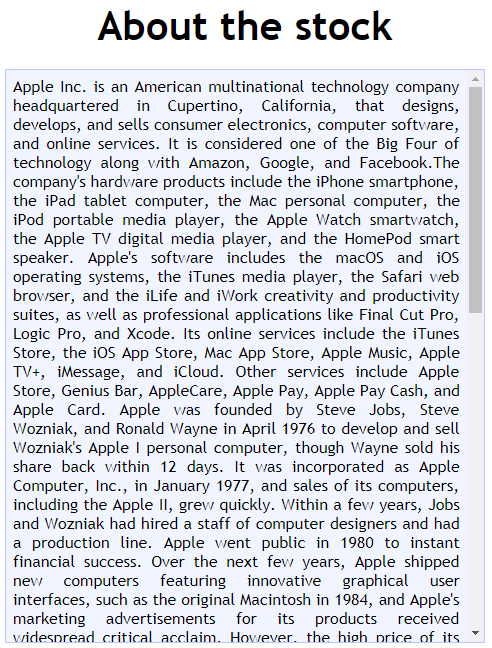 About the stock
Apple Inc. is an American multinational technology company
headquartered in Cupertino, California, that designs,
develops, and sells consumer electronics, computer software,
and online services. It is considered one of the Big Four of
technology along with Amazon, Google, and Facebook.The
company's hardware products include the iPhone smartphone,
the iPad tablet computer, the Mac personal computer, the
iPod portable media player, the Apple Watch smartwatch,
the Apple TV digital media player, and the HomePod smart
speaker. Apple's software includes the macOS and iOS
operating systems, the iTunes media player, the Safari web
browser, and the iLife and iWork creativity and productivity
suites, as well as professional applications like Final Cut Pro,
Logic Pro, and Xcode. Its online services include the iTunes
Store, the iOS App Store, Mac App Store, Apple Music, Apple
TV+, iMessage, and iCloud. Other services include Apple
Store, Genius Bar, AppleCare, Apple Pay, Apple Pay Cash, and
Apple Card. Apple was founded by Steve Jobs, Steve
Wozniak, and Ronald Wayne in April 1976 to develop and sell
Wozniak's Apple I personal computer, though Wayne sold his
share back within 12 days. It was incorporated as Apple
Computer, Inc., in January 1977, and sales of its computers,
including the Apple II, grew quickly. Within a few years, Jobs
and Wozniak had hired a staff of computer designers and had
a production line. Apple went public in 1980 to instant
financial success. Over the next few years, Apple shipped
new computers featuring innovative graphical user
interfaces, such as the original Macintosh in 1984, and Apple's
marketing advertisements for its products received
widespread critical acclaim. However, the high price of its